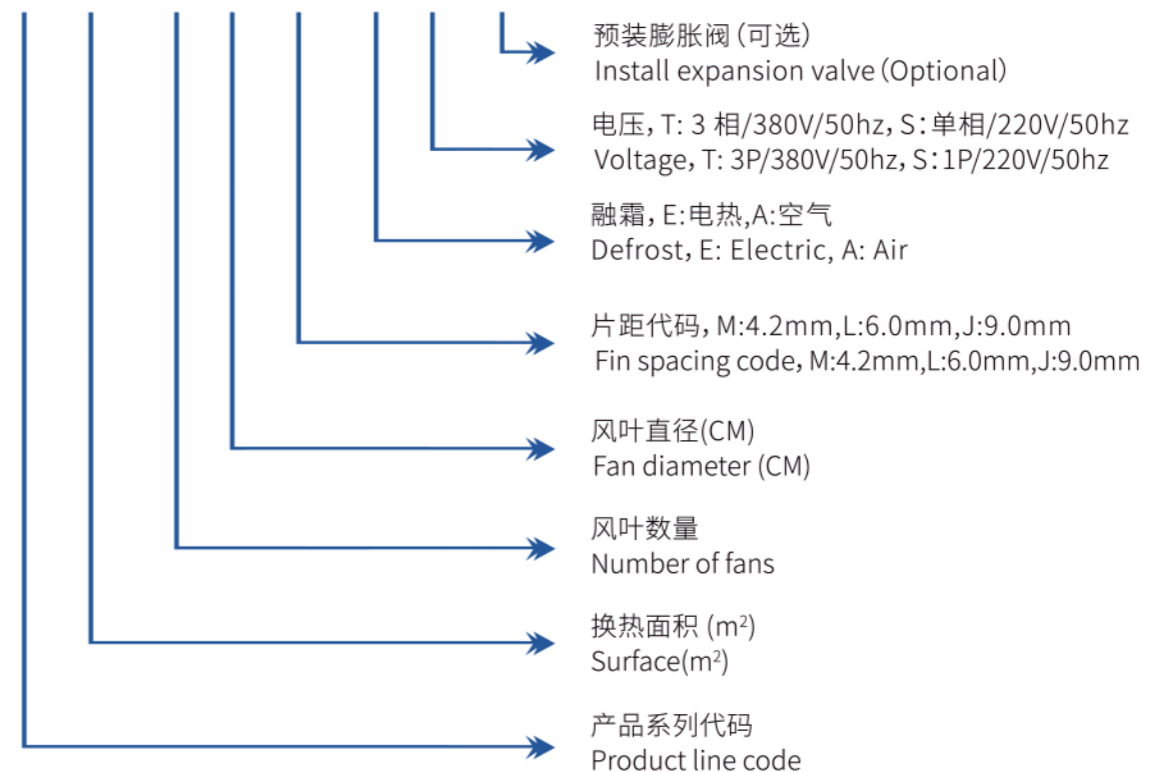 预装膨胀阀（可选）
Install expansion valve（Optional）
电压，T: 3 相/380V/50hz，S：单相/220V/50hz
Voltage，T: 3P/380V/50hz，S：1P/220V/50hz
融霜，E:电热,A:空气
Defrost，E: Electric, A: Air
片距代码，M:4.2mm,L:6.0mm,J:9.0mm
Fin spacing code，M:4.2mm,L:6.0mm,J:9.0mm
风叶直径(CM)
Fan diameter (CM)
风叶数量
Number of fans
换热面积 (m²)
Surface(m²)
产品系列代码
Product line code